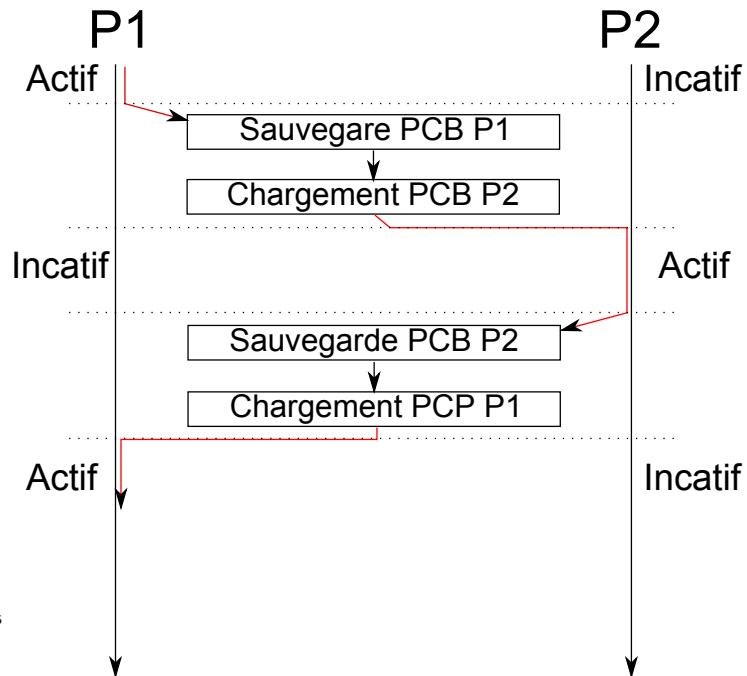 P1 P2
Actif Incatif
Sauvegare PCB P1
Chargement PCB P2
Incatif Actif
Sauvegarde PCB P2
Chargement PCP P1
Actif Incatif
s